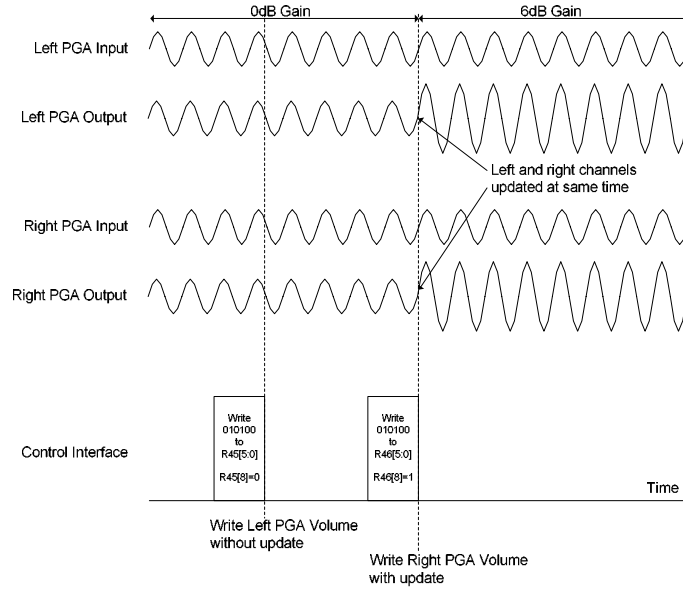 0dB Gain
6dB Gain
Left PGA Input
Left PGA Output
Left and right channels
updated at same time
Right PGA Input
Right PGA Output
Control Interface
Write
010100
to
R45[5:0]
R45[8]=0
Write
010100
to
R46[5:0]
R46[8]=1
Time
Write Left PGA Volume
without update
Write Right PGA Volume
with update